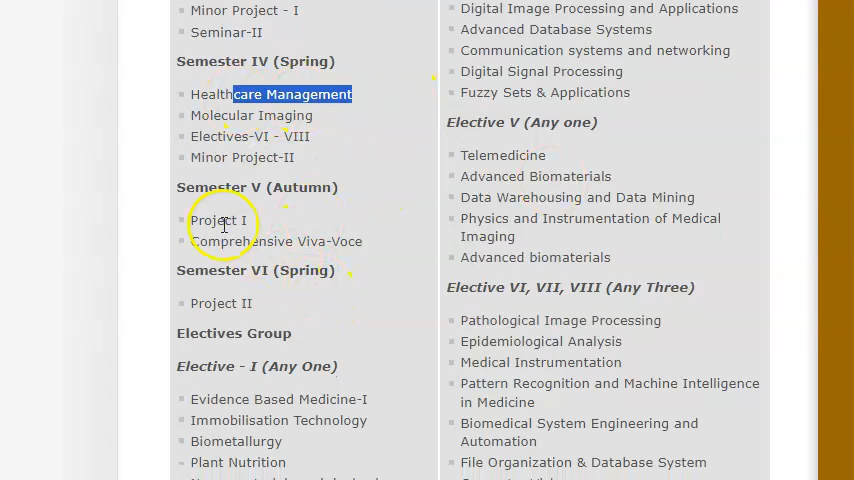 Minor Project - I
Seminar-II
Semester IV (Spring)
Healthcare Management
Molecular Imaging
Electives-VI - VIII
Minor Project-II
Semester V (Autumn)
Project I
Comprehensive Viva-Voce
Semester VI (Spring)
Project II
Electives Group
Elective - I (Any One)
Evidence Based Medicine-I
Immobilisation Technology
Biometallurgy
Plant Nutrition
Digital Image Processing and Applications
Advanced Database Systems
Communication systems and networking
Digital Signal Processing
Fuzzy Sets & Applications
Elective V (Any one)
Telemedicine
Advanced Biomaterials
Data Warehousing and Data Mining
Physics and Instrumentation of Medical
Imaging
Advanced biomaterials
Elective VI, VII, VIII (Any Three)
Pathological Image Processing
Epidemiological Analysis
Medical Instrumentation
Pattern Recognition and Machine Intelligence
in Medicine
Biomedical System Engineering and
Automation
File Organization & Database System